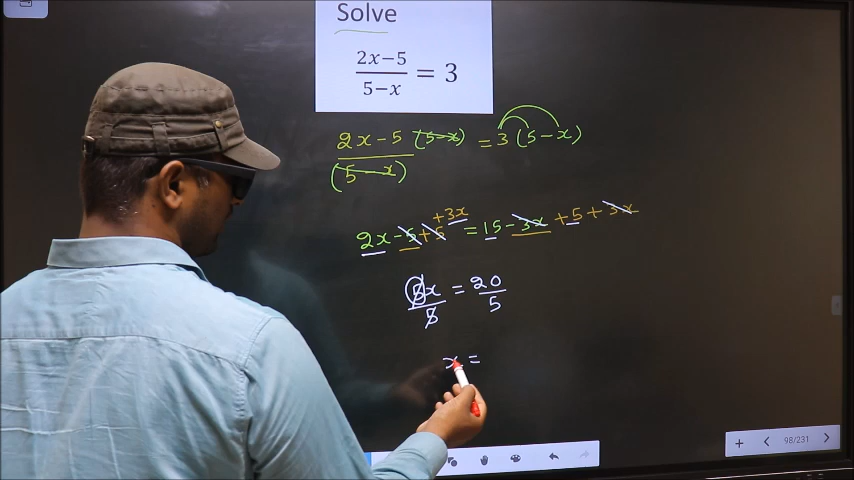 Solve
2x-5/5-x = 3
2x-5 (5-x)/(5-x) = 3 (5-x)
2x-5+5+3x = 15-3x+5+3x
5x/5 = 20/5
x =
98/231